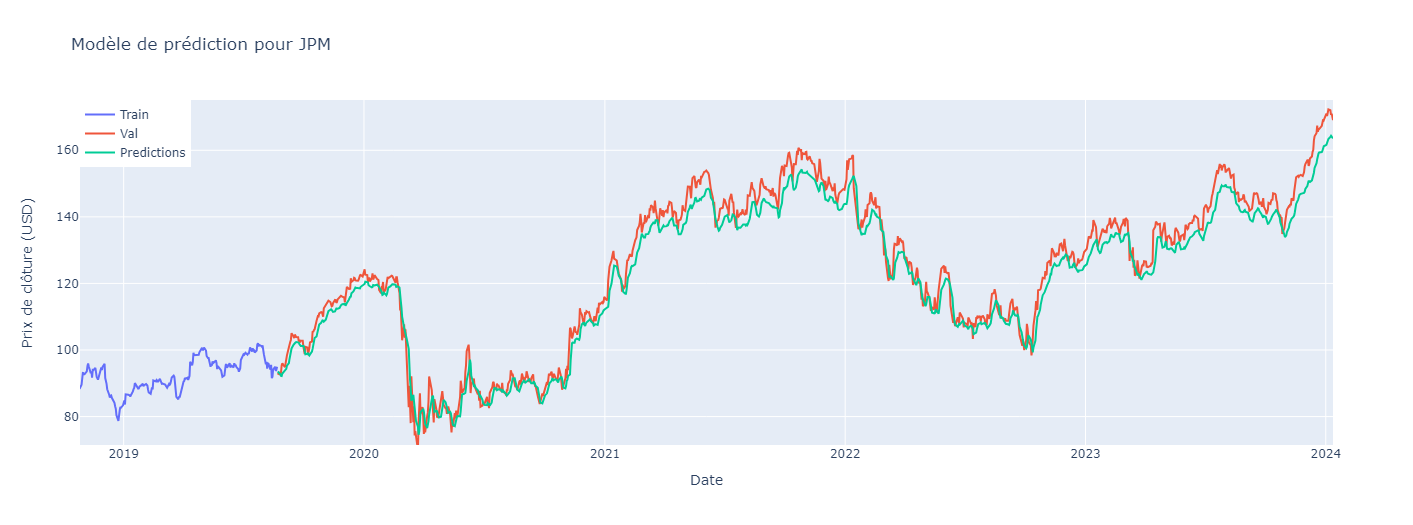 Modèle de prédiction pour JPM
Train
Val
Predictions
160
140
120
100
80
Prix de clôture (USD)
2019
2020
2021
2022
2023
2024
Date